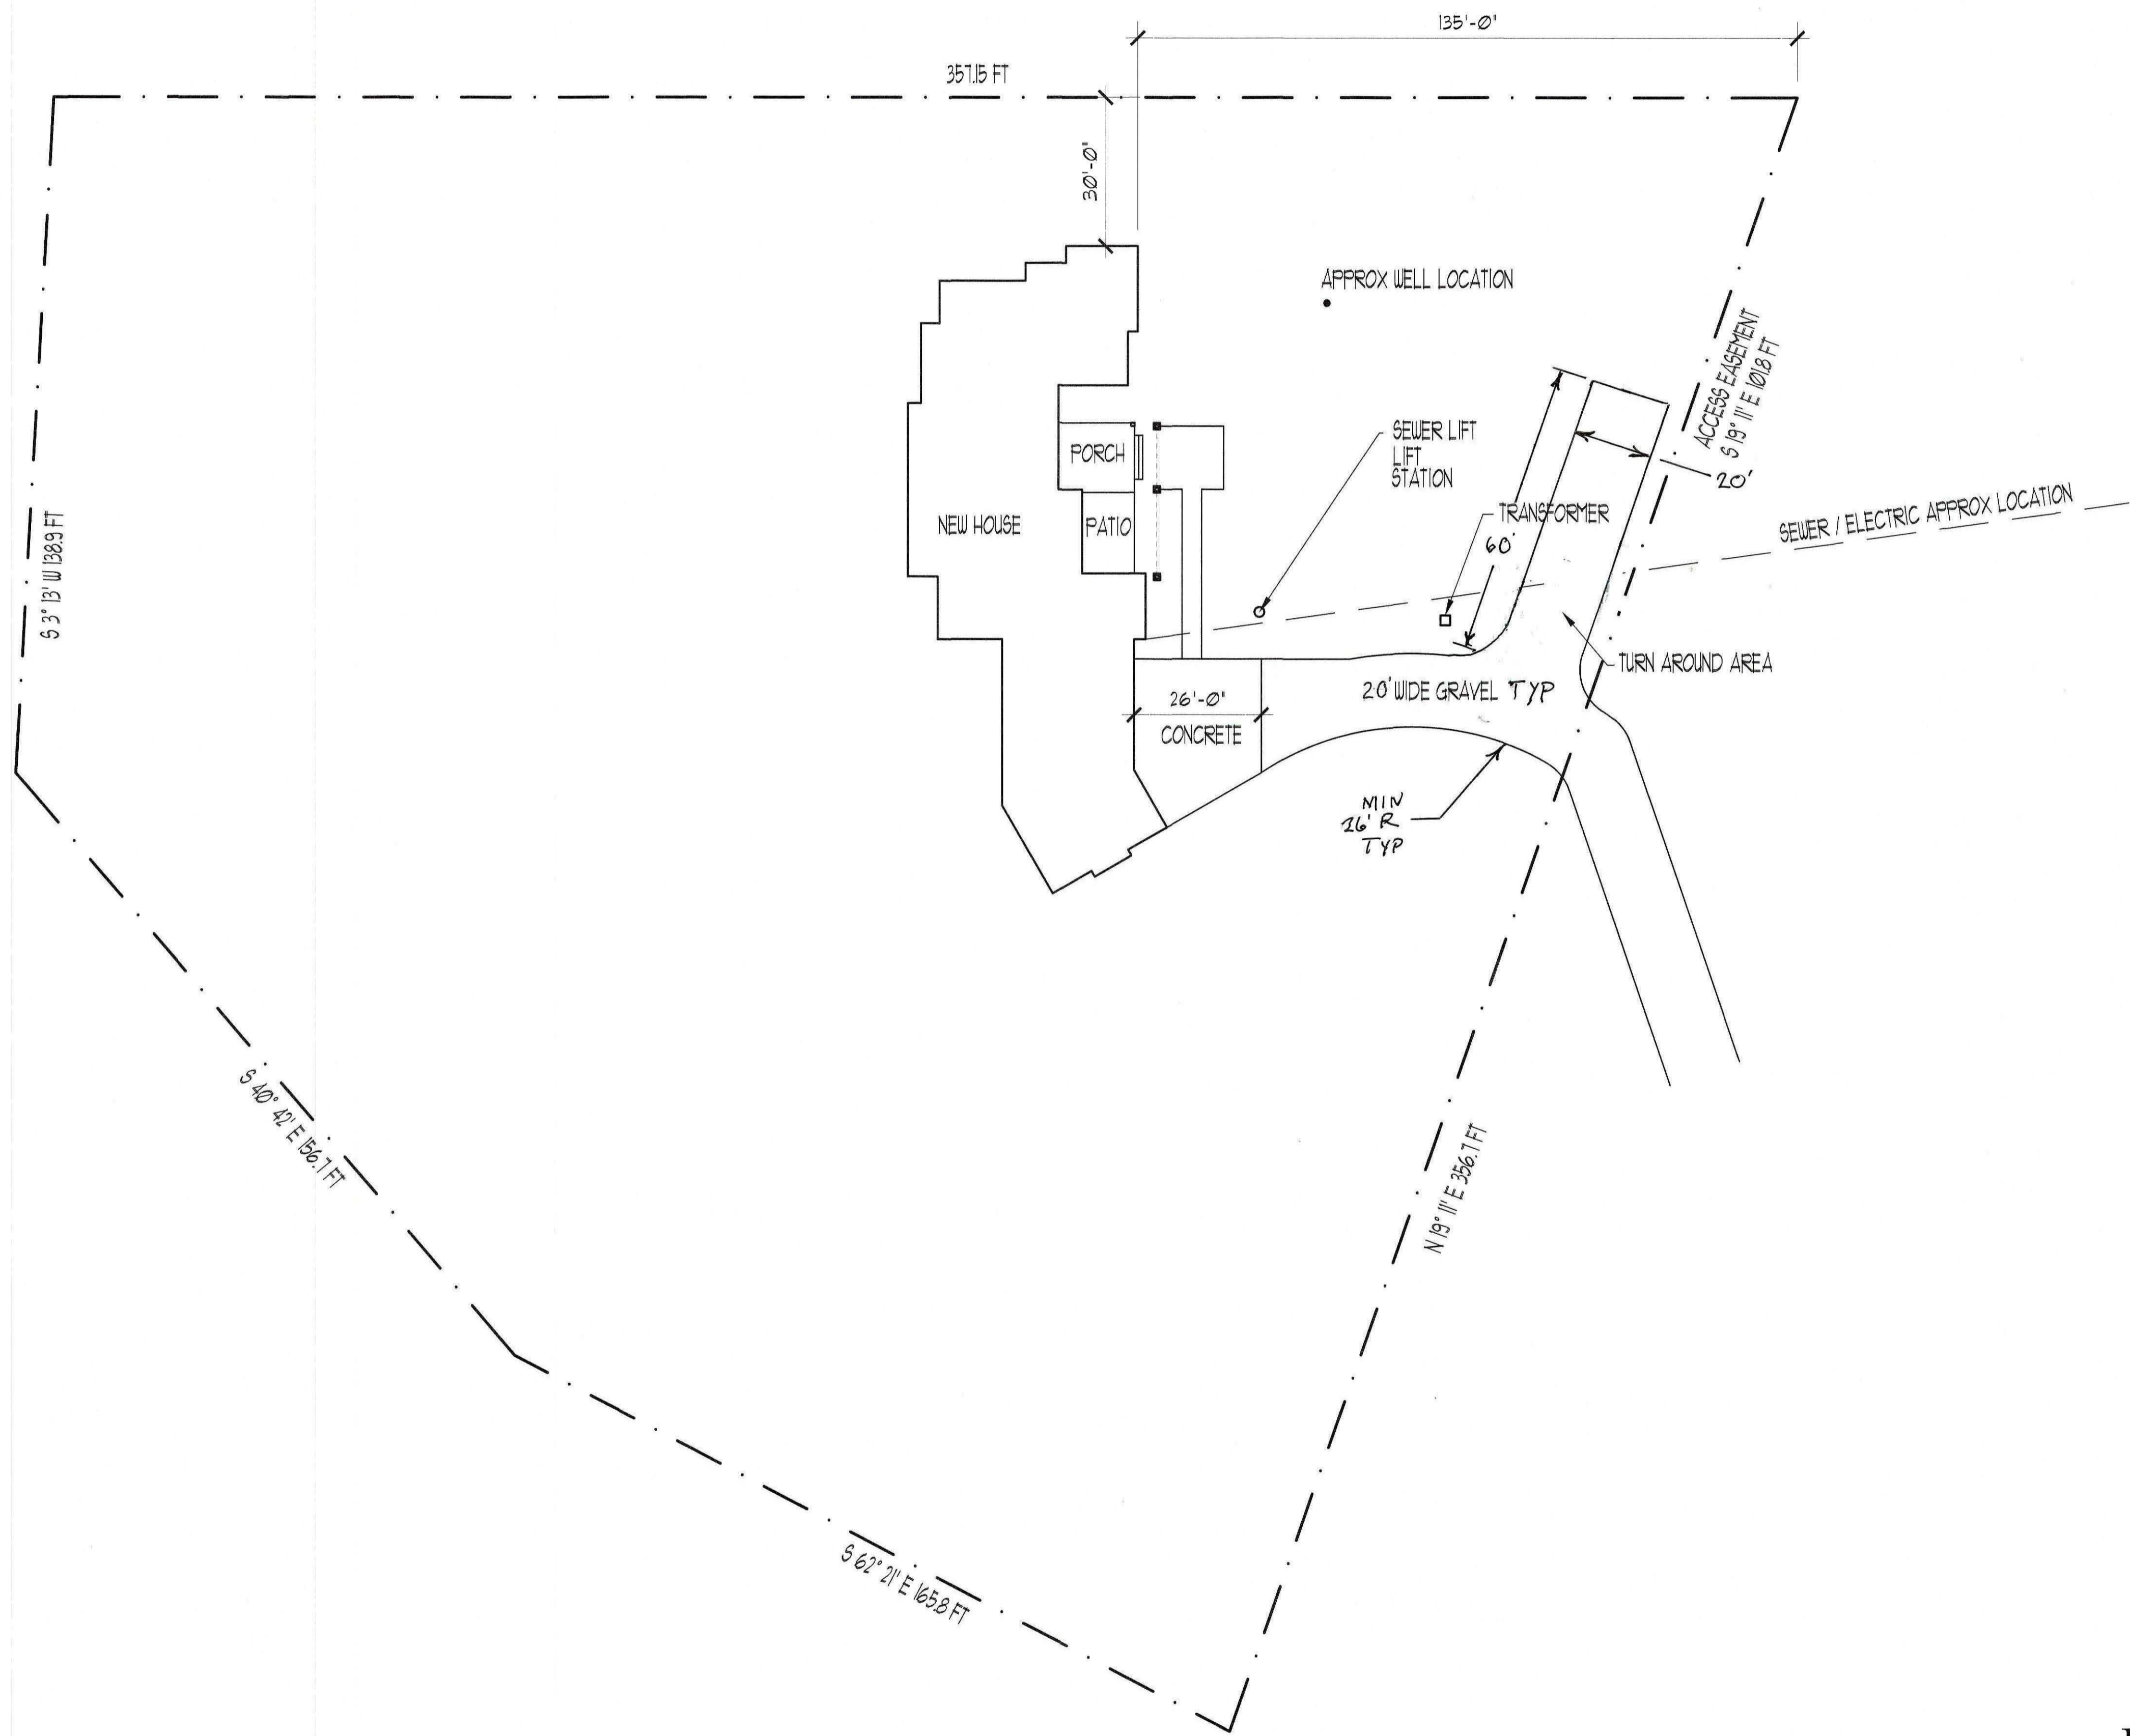 135'-0"
357.15 FT
30'-0"
APPROX WELL LOCATION
ACCESS EASEMENT
S 19° 11' E 101.8 FT
SEWER LIFT
LIFT
STATION
PORCH
20'
TRANSFORMER
SEWER / ELECTRIC APPROX LOCATION
NEW HOUSE
PATIO
60'
S 3° 13' W 138.9 FT
TURN AROUND AREA
26'-0"
20' WIDE GRAVEL TYP
CONCRETE
MIN
26' R
TYP
S 40° 42' E 156.7 FT
N 19° 11' E 356.7 FT
S 62° 21' E 165.8 FT